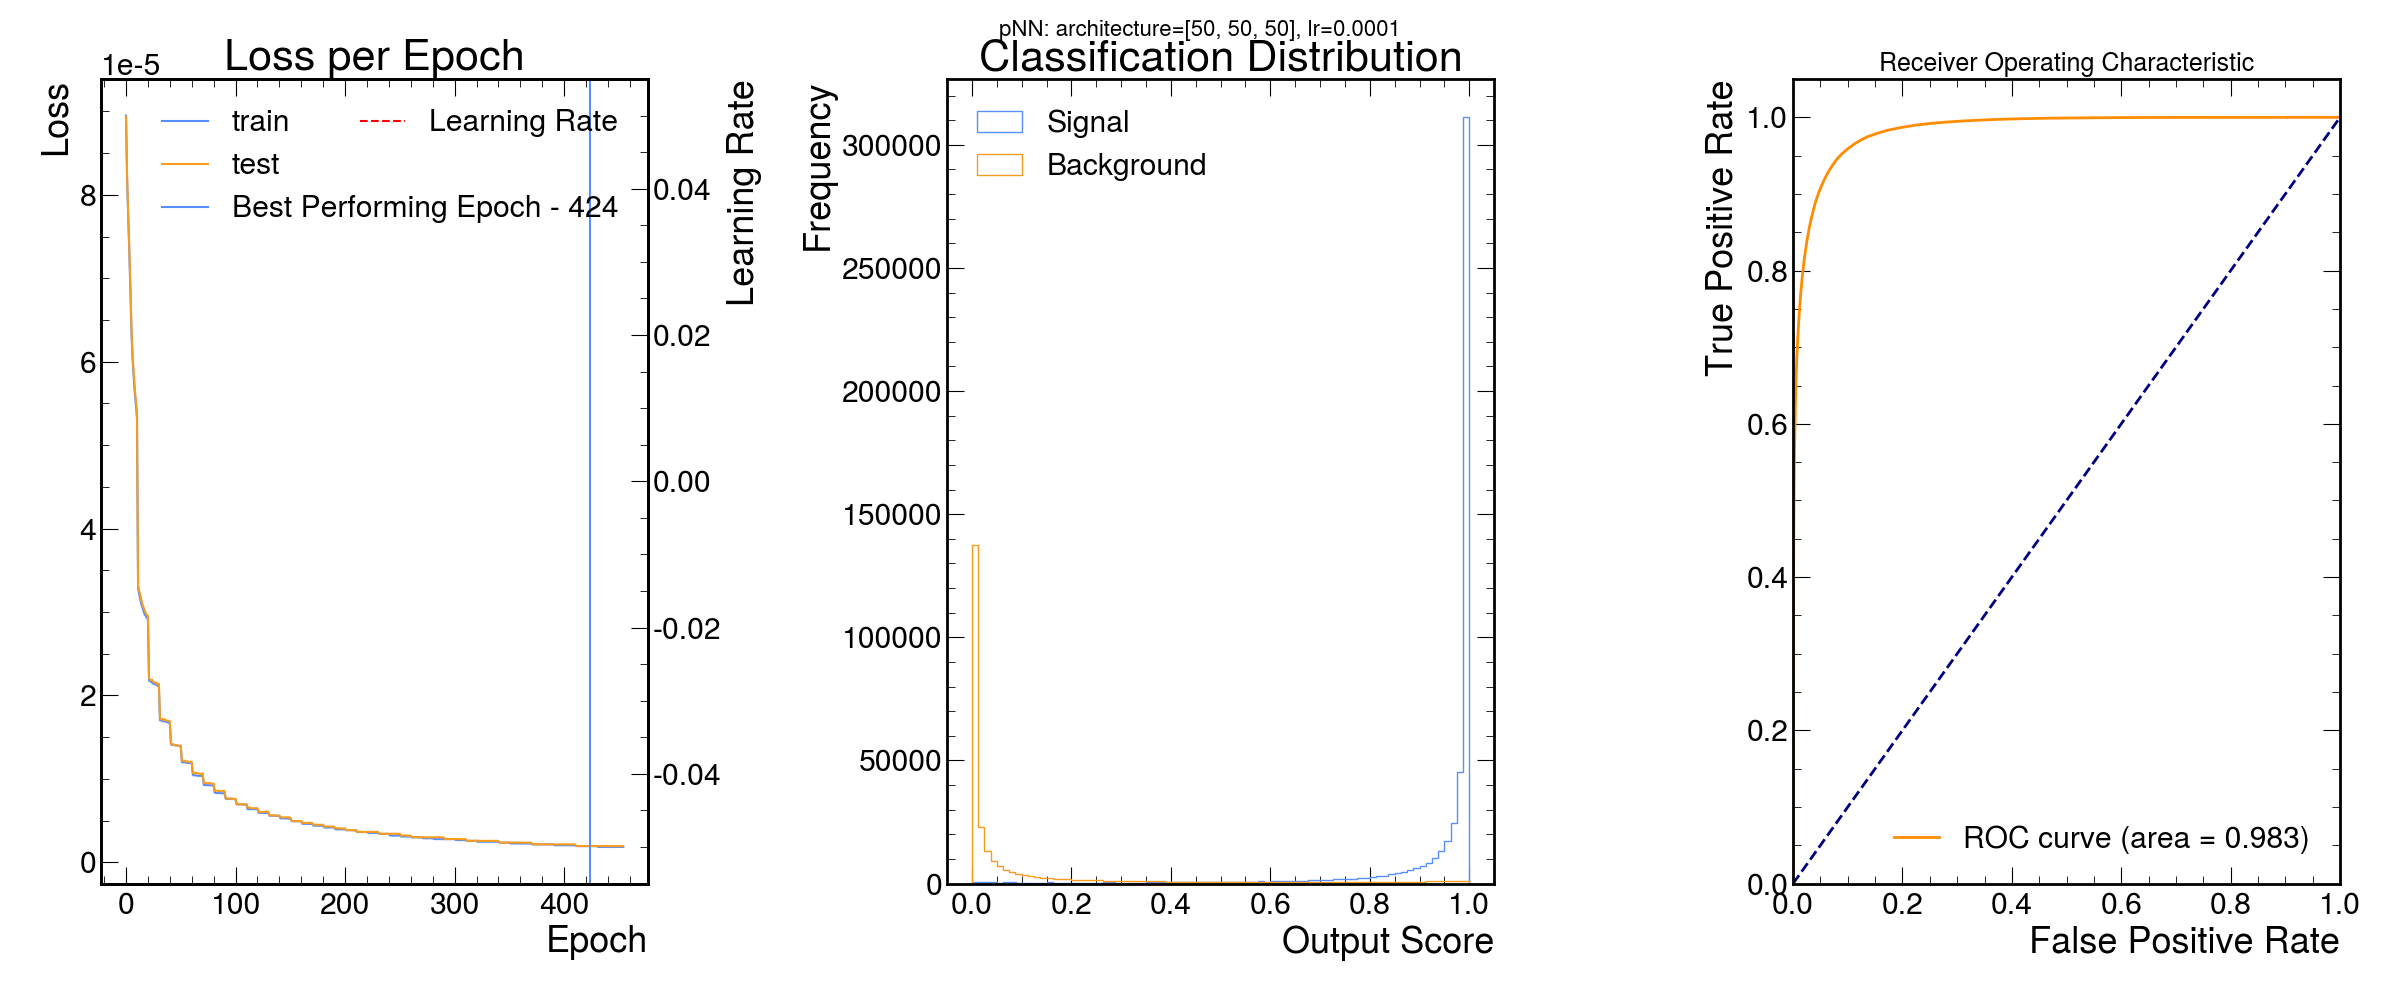 pNN: architecture=[50, 50, 50], lr=0.0001
Loss per Epoch
1e-5
Loss
train
test
Best Performing Epoch - 424
Learning Rate
8
6
4
2
0
0 100 200 300 400
Epoch
Learning Rate
0.04
0.02
0.00
-0.02
-0.04
Classification Distribution
Frequency
Signal
Background
300000
250000
200000
150000
100000
50000
0
0.0 0.2 0.4 0.6 0.8 1.0
Output Score
Receiver Operating Characteristic
True Positive Rate
1.0
0.8
0.6
0.4
0.2
0.0
ROC curve (area = 0.983)
0.0 0.2 0.4 0.6 0.8 1.0
False Positive Rate